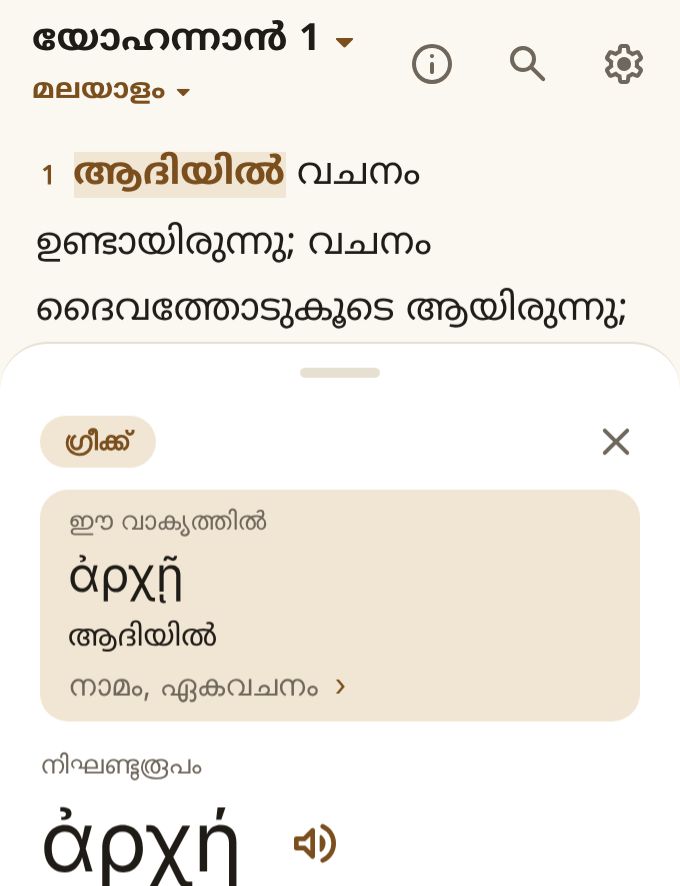 യോഹന്നാൻ 1
മലയാളം
1 ആദിയിൽ വചനം
ഉണ്ടായിരുന്നു; വചനം
ദൈവത്തോടുകൂടെ ആയിരുന്നു;
ഗ്രീക്ക്
ഈ വാക്യത്തിൽ
ἀρχῇ
ആദിയിൽ
നാമം, ഏകവചനം ›
നിഘണ്ടുരൂപം
ἀρχή